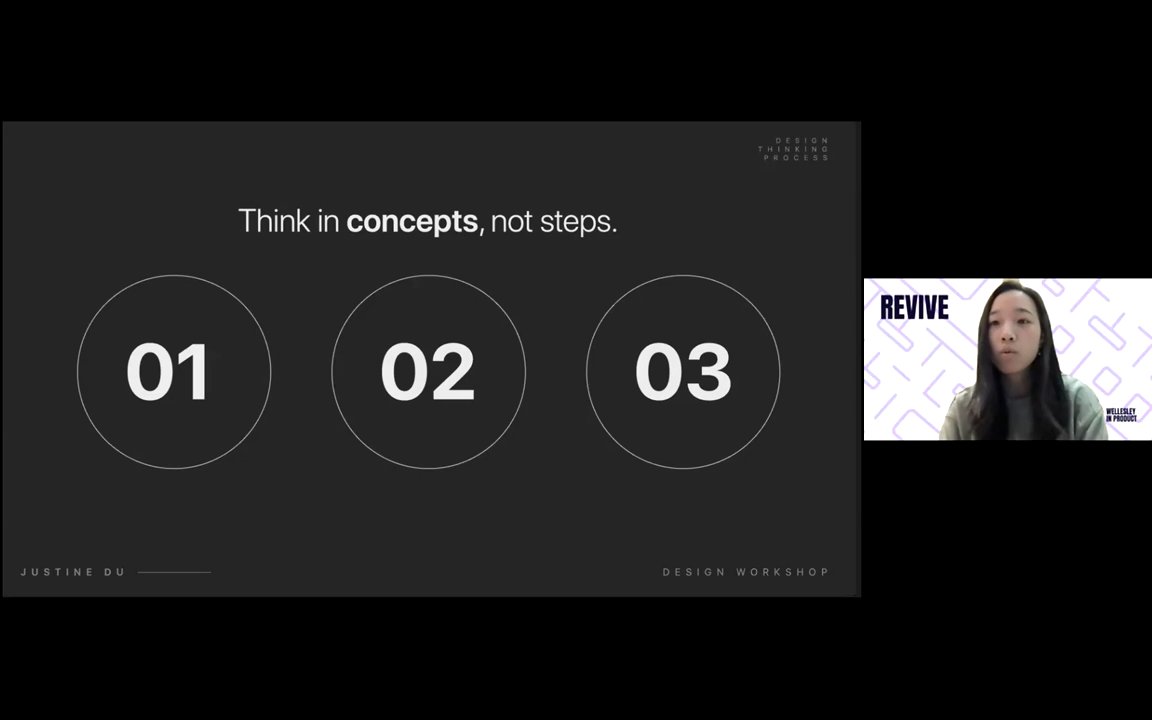 DESIGN
THINKING
PROCESS
Think in concepts, not steps.
01
02
03
JUSTINE DU
DESIGN WORKSHOP
REVIVE
WELLESLEY
IN PRODUCT